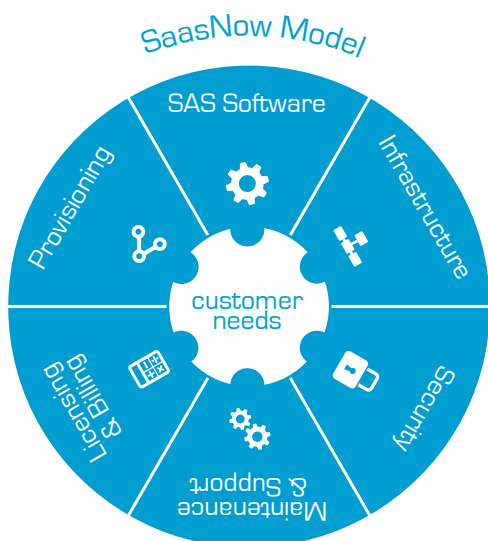 SaasNow Model
SAS Software
Infrastructure
Security
Maintenance
& Support
Licensing
& Billing
Provisioning
customer
needs